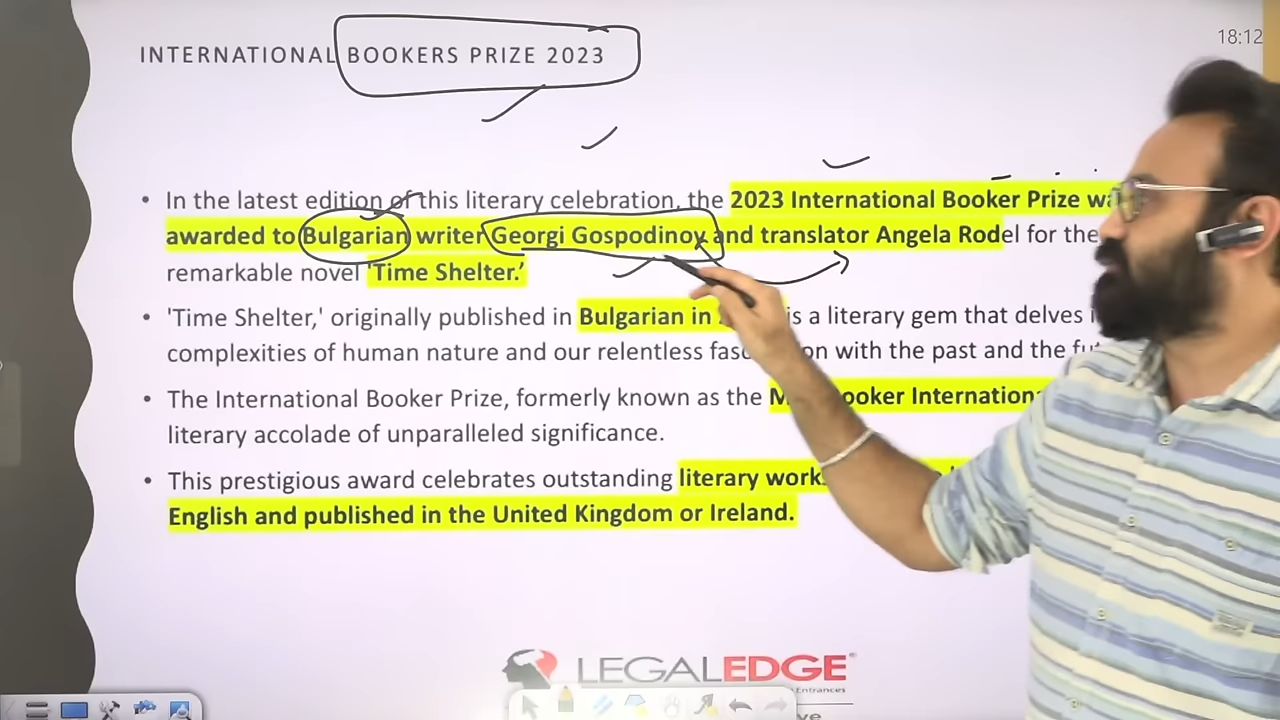 INTERNATIONAL BOOKERS PRIZE 2023
18:12
• In the latest edition of this literary celebration, the 2023 International Booker Prize
awarded to Bulgarian writer Georgi Gospodinov and translator Angela Rodel for the
remarkable novel 'Time Shelter.'
• 'Time Shelter,' originally published in Bulgarian in is a literary gem that delves
complexities of human nature and our relentless with the past and the
• The International Booker Prize, formerly known as the
literary accolade of unparalleled significance.
• This prestigious award celebrates outstanding literary
English and published in the United Kingdom or Ireland.
LEGALEDGE
Entrances